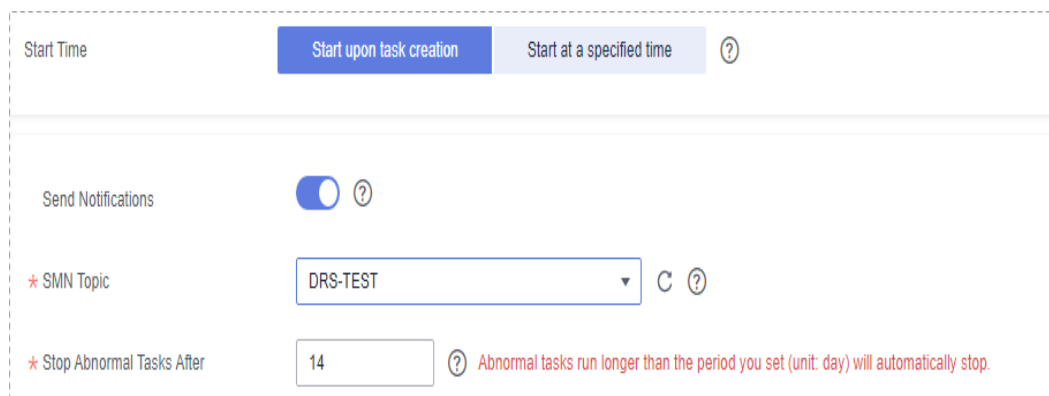 Start Time Start upon task creation Start at a specified time ?
Send Notifications ?
* SMN Topic DRS-TEST ?
* Stop Abnormal Tasks After 14 ? Abnormal tasks run longer than the period you set (unit: day) will automatically stop.